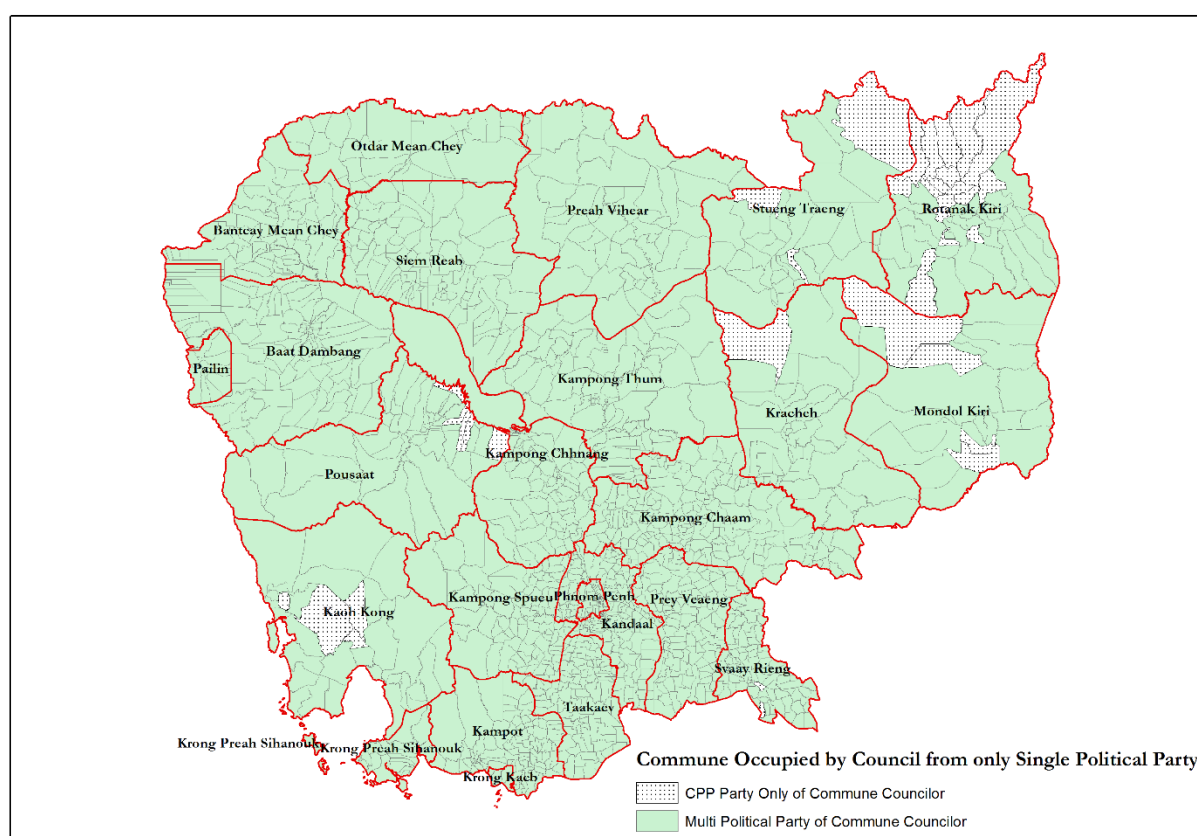 Otdar Mean Chey
Banteay Mean Chey
Preah Vihear
Stueng Traeng
Rotanak Kiri
Siem Reab
Baat Dambang
Pailin
Kampong Thum
Kracheh
Mondol Kiri
Kampong Chhnang
Pousaat
Kampong Chaam
Kampong Spueu
Phnom Penh
Prey Veaeng
Kaoh Kong
Kandaal
Svaay Rieng
Taakaev
Kampot
Krong Preah Sihanouk
Krong Preah Sihanouk
Krong Kaeb
Commune Occupied by Council from only Single Political Party
CPP Party Only of Commune Councilor
Multi Political Party of Commune Councilor